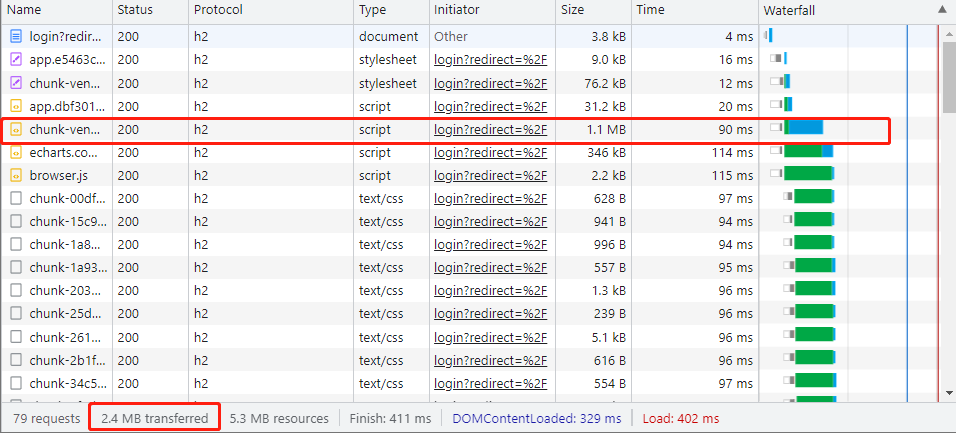 Name Status Protocol Type Initiator Size Time Waterfall
login?redir... 200 h2 document Other 3.8 kB 4 ms
app.e5463c... 200 h2 stylesheet login?redirect=%2F 9.0 kB 16 ms
chunk-ven... 200 h2 stylesheet login?redirect=%2F 76.2 kB 12 ms
app.dbf301... 200 h2 script login?redirect=%2F 31.2 kB 20 ms
chunk-ven... 200 h2 script login?redirect=%2F 1.1 MB 90 ms
echarts.co... 200 h2 script login?redirect=%2F 346 kB 114 ms
browser.js 200 h2 script login?redirect=%2F 2.2 kB 115 ms
chunk-00df... 200 h2 text/css login?redirect=%2F 628 B 97 ms
chunk-15c9... 200 h2 text/css login?redirect=%2F 941 B 94 ms
chunk-1a8... 200 h2 text/css login?redirect=%2F 996 B 94 ms
chunk-1a93... 200 h2 text/css login?redirect=%2F 557 B 95 ms
chunk-203... 200 h2 text/css login?redirect=%2F 1.3 kB 96 ms
chunk-25d... 200 h2 text/css login?redirect=%2F 239 B 96 ms
chunk-261... 200 h2 text/css login?redirect=%2F 5.1 kB 96 ms
chunk-2b1f... 200 h2 text/css login?redirect=%2F 616 B 96 ms
chunk-34c5... 200 h2 text/css login?redirect=%2F 554 B 97 ms
79 requests 2.4 MB transferred 5.3 MB resources Finish: 411 ms DOMContentLoaded: 329 ms Load: 402 ms